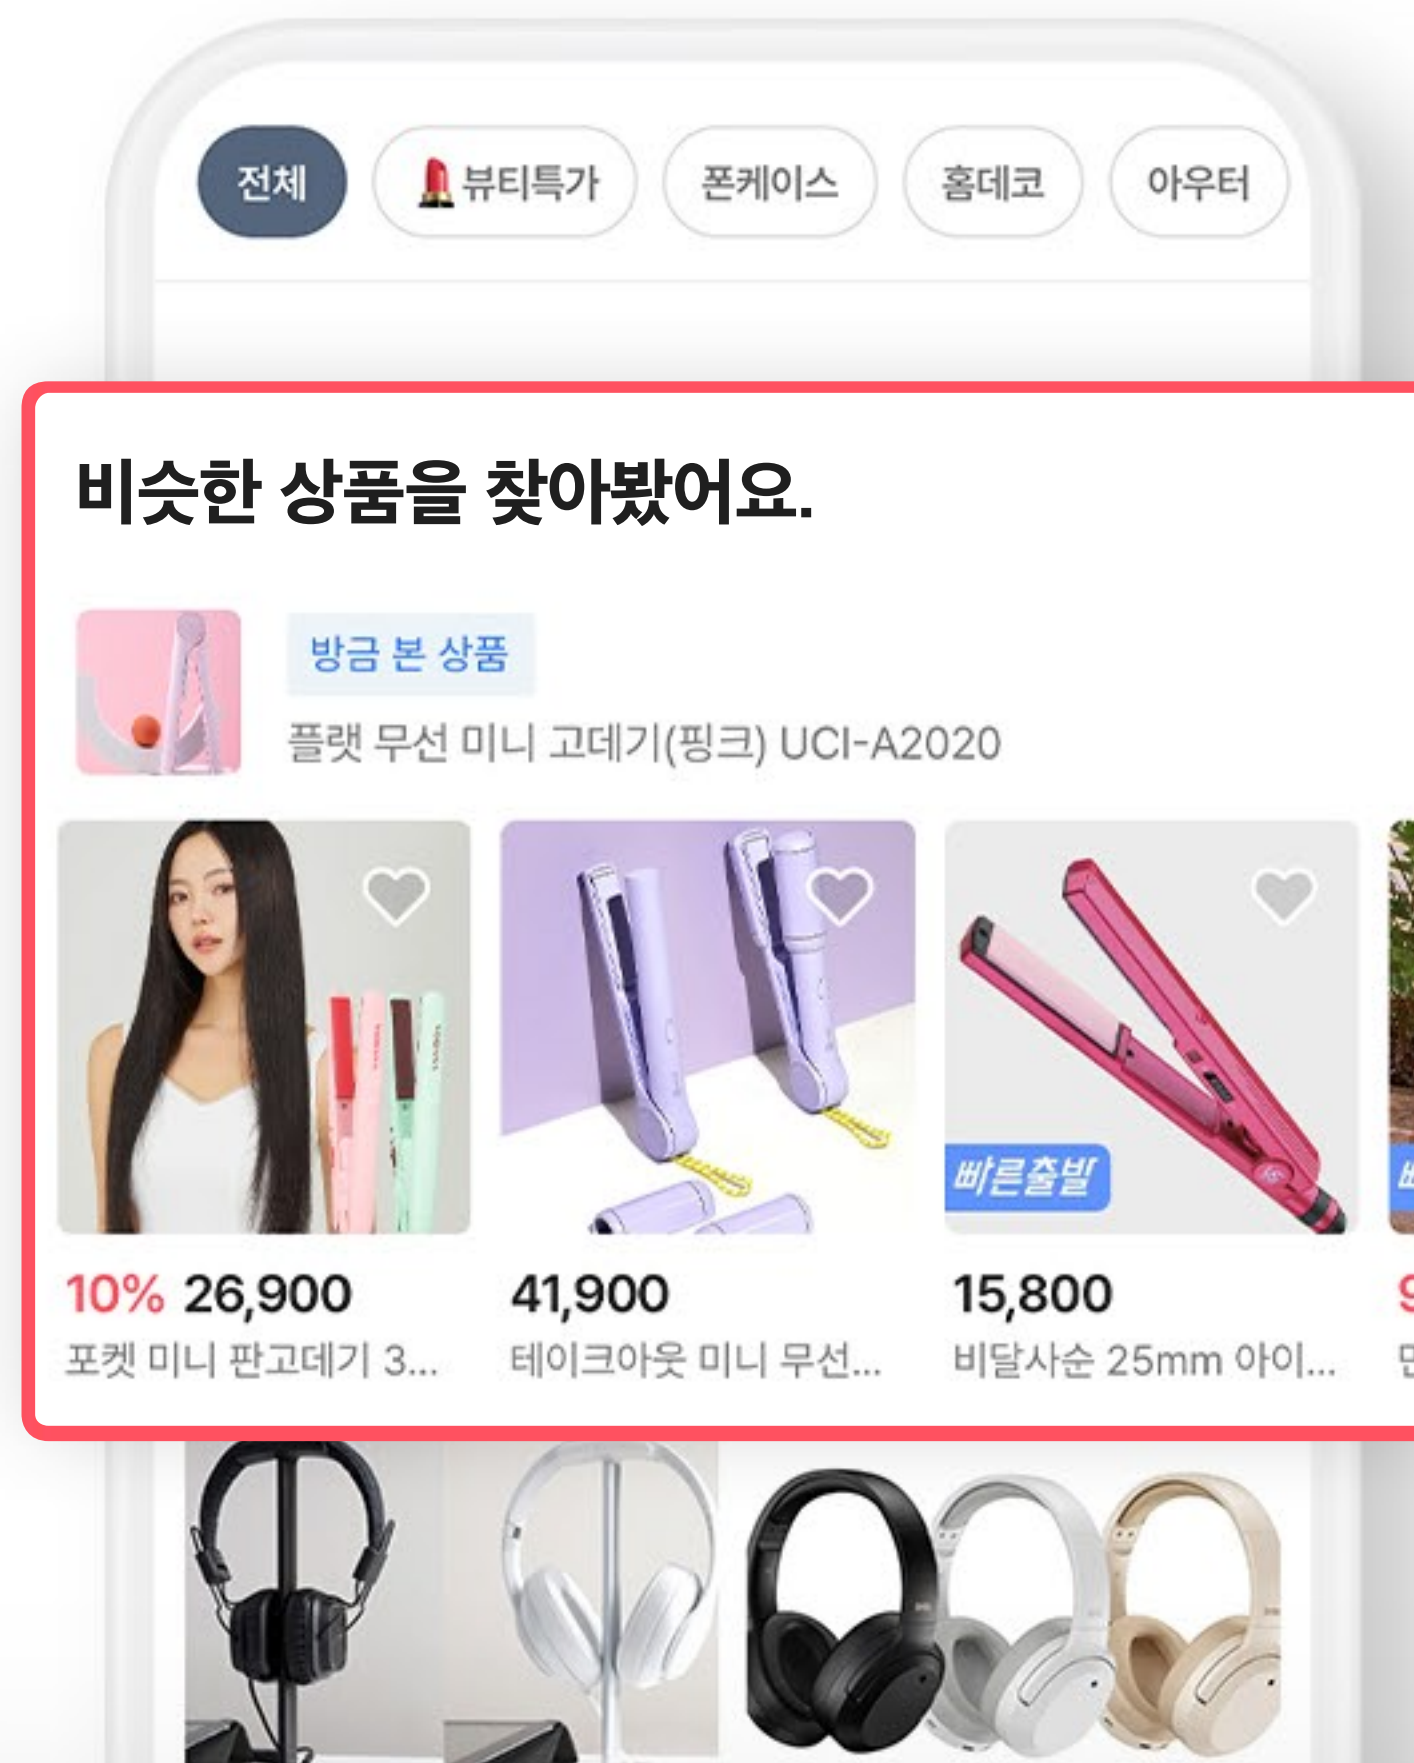 전체
뷰티특가
폰케이스
홈데코
아우터
비슷한 상품을 찾아봤어요.
방금 본 상품
플랫 무선 미니 고데기(핑크) UCI-A2020
빠른출발
10% 26,900
41,900
15,800
9
포켓 미니 판고데기 3...
테이크아웃 미니 무선...
비달사순 25mm 아이...